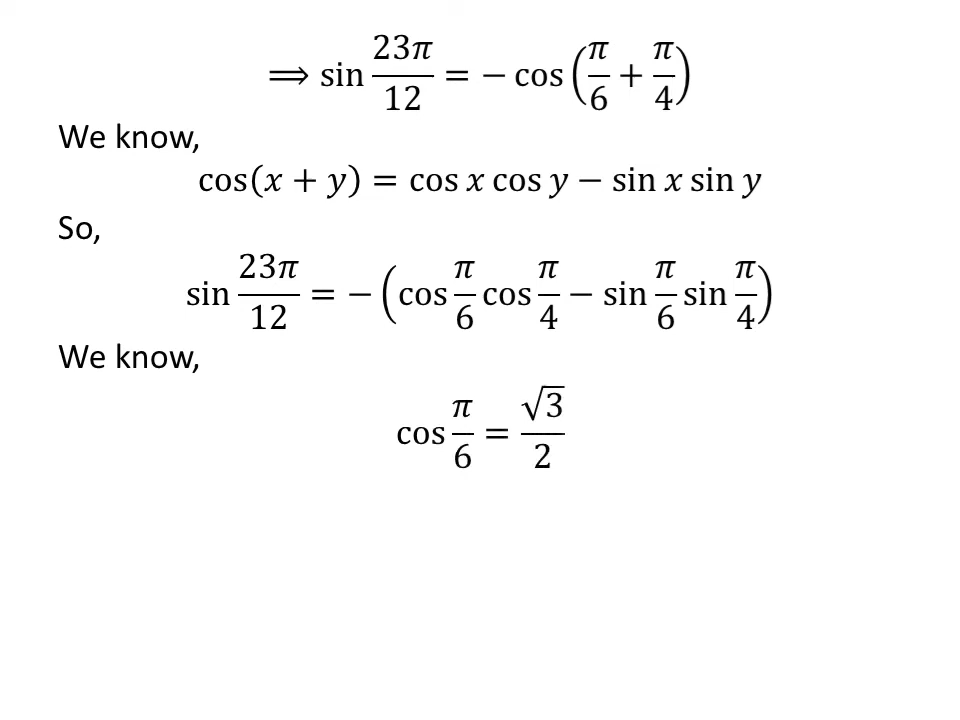 ⟹ sin 23π/12 = − cos (π/6 + π/4)
We know,
cos(x + y) = cos x cos y − sin x sin y
So,
sin 23π/12 = − (cos π/6 cos π/4 − sin π/6 sin π/4)
We know,
cos π/6 = √3/2